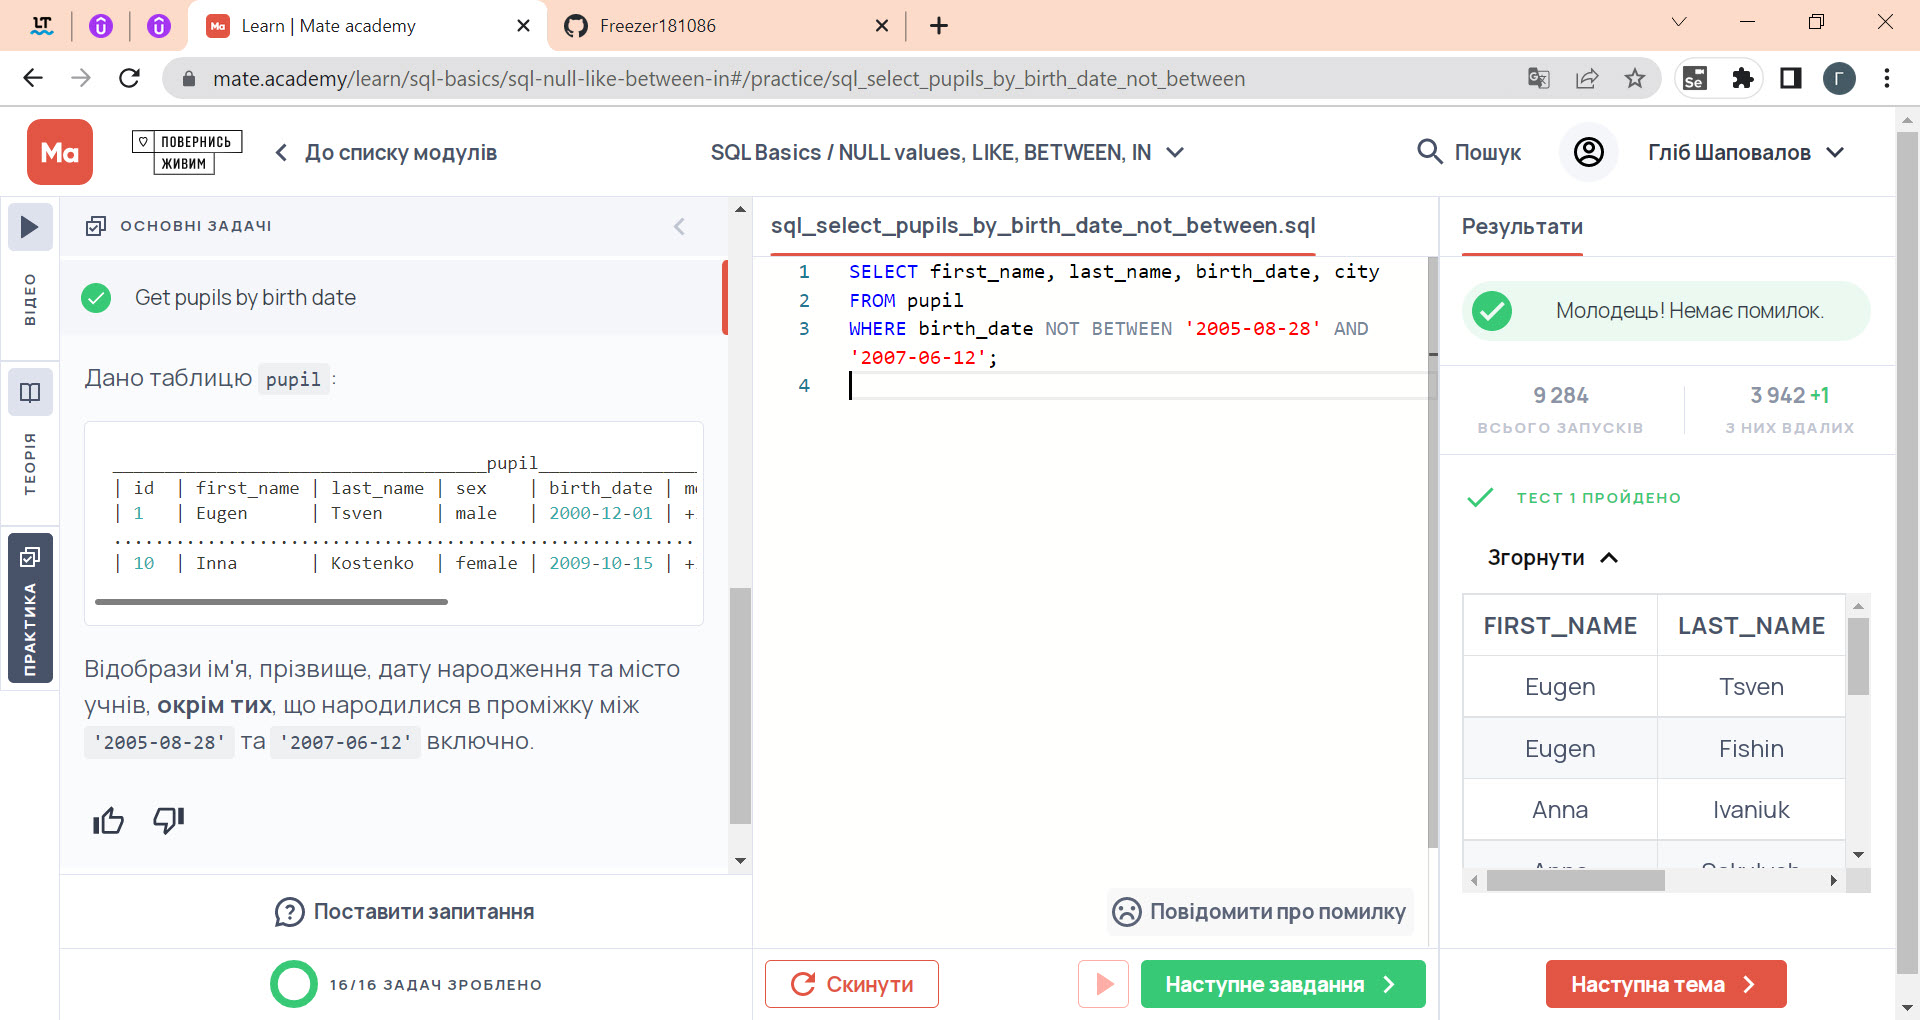 LT
Learn | Mate academy
Freezer181086
mate.academy/learn/sql-basics/sql-null-like-between-in#/practice/sql_select_pupils_by_birth_date_not_between
Se
Г
Ma
ПОВЕРНИСЬ
ЖИВИМ
До списку модулів
SQL Basics / NULL values, LIKE, BETWEEN, IN
Пошук
Гліб Шаповалов
ВІДЕО
ТЕОРІЯ
ПРАКТИКА
ОСНОВНІ ЗАДАЧІ
Get pupils by birth date
Дано таблицю pupil :
____________________________________pupil_______________
| id | first_name | last_name | sex | birth_date | m
| 1 | Eugen | Tsven | male | 2000-12-01 | +
........................................................
| 10 | Inna | Kostenko | female | 2009-10-15 | +
Відобрази ім'я, прізвище, дату народження та місто
учнів, окрім тих, що народилися в проміжку між
'2005-08-28' та '2007-06-12' включно.
Поставити запитання
16/16 ЗАДАЧ ЗРОБЛЕНО
sql_select_pupils_by_birth_date_not_between.sql
1 SELECT first_name, last_name, birth_date, city
2 FROM pupil
3 WHERE birth_date NOT BETWEEN '2005-08-28' AND
'2007-06-12';
4
Повідомити про помилку
Скинути
Наступне завдання
Результати
Молодець! Немає помилок.
9 284
ВСЬОГО ЗАПУСКІВ
3 942 +1
З НИХ ВДАЛИХ
ТЕСТ 1 ПРОЙДЕНО
Згорнути
FIRST_NAME LAST_NAME
Eugen Tsven
Eugen Fishin
Anna Ivaniuk
Наступна тема